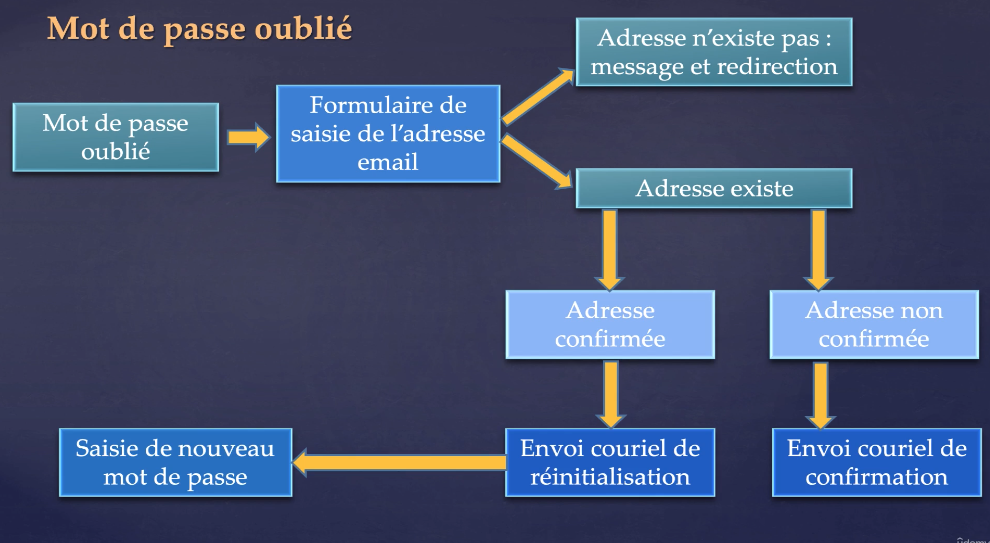 Mot de passe oublié
Adresse n'existe pas :
message et redirection
Mot de passe
oublié
Formulaire de
saisie de l'adresse
email
Adresse existe
Adresse
confirmée
Adresse non
confirmée
Saisie de nouveau
mot de passe
Envoi couriel de
réinitialisation
Envoi couriel de
confirmation